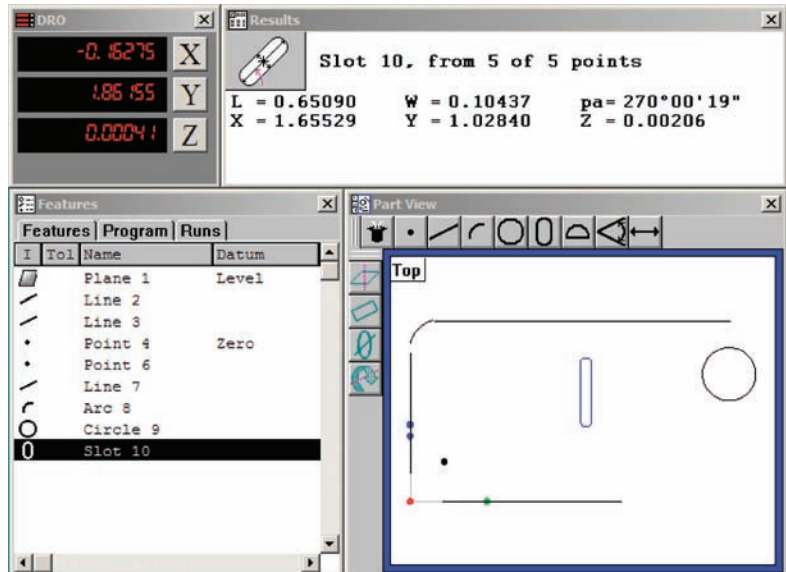 DRO
-0.16275 X
1.86155 Y
0.00041 Z
Results
Slot 10, from 5 of 5 points
L = 0.65090 W = 0.10437 pa= 270°00'19"
X = 1.65529 Y = 1.02840 Z = 0.00206
Features
Features Program Runs
I Tol Name Datum
Plane 1 Level
Line 2
Line 3
Point 4 Zero
Point 6
Line 7
Arc 8
Circle 9
Slot 10
Part View
Top